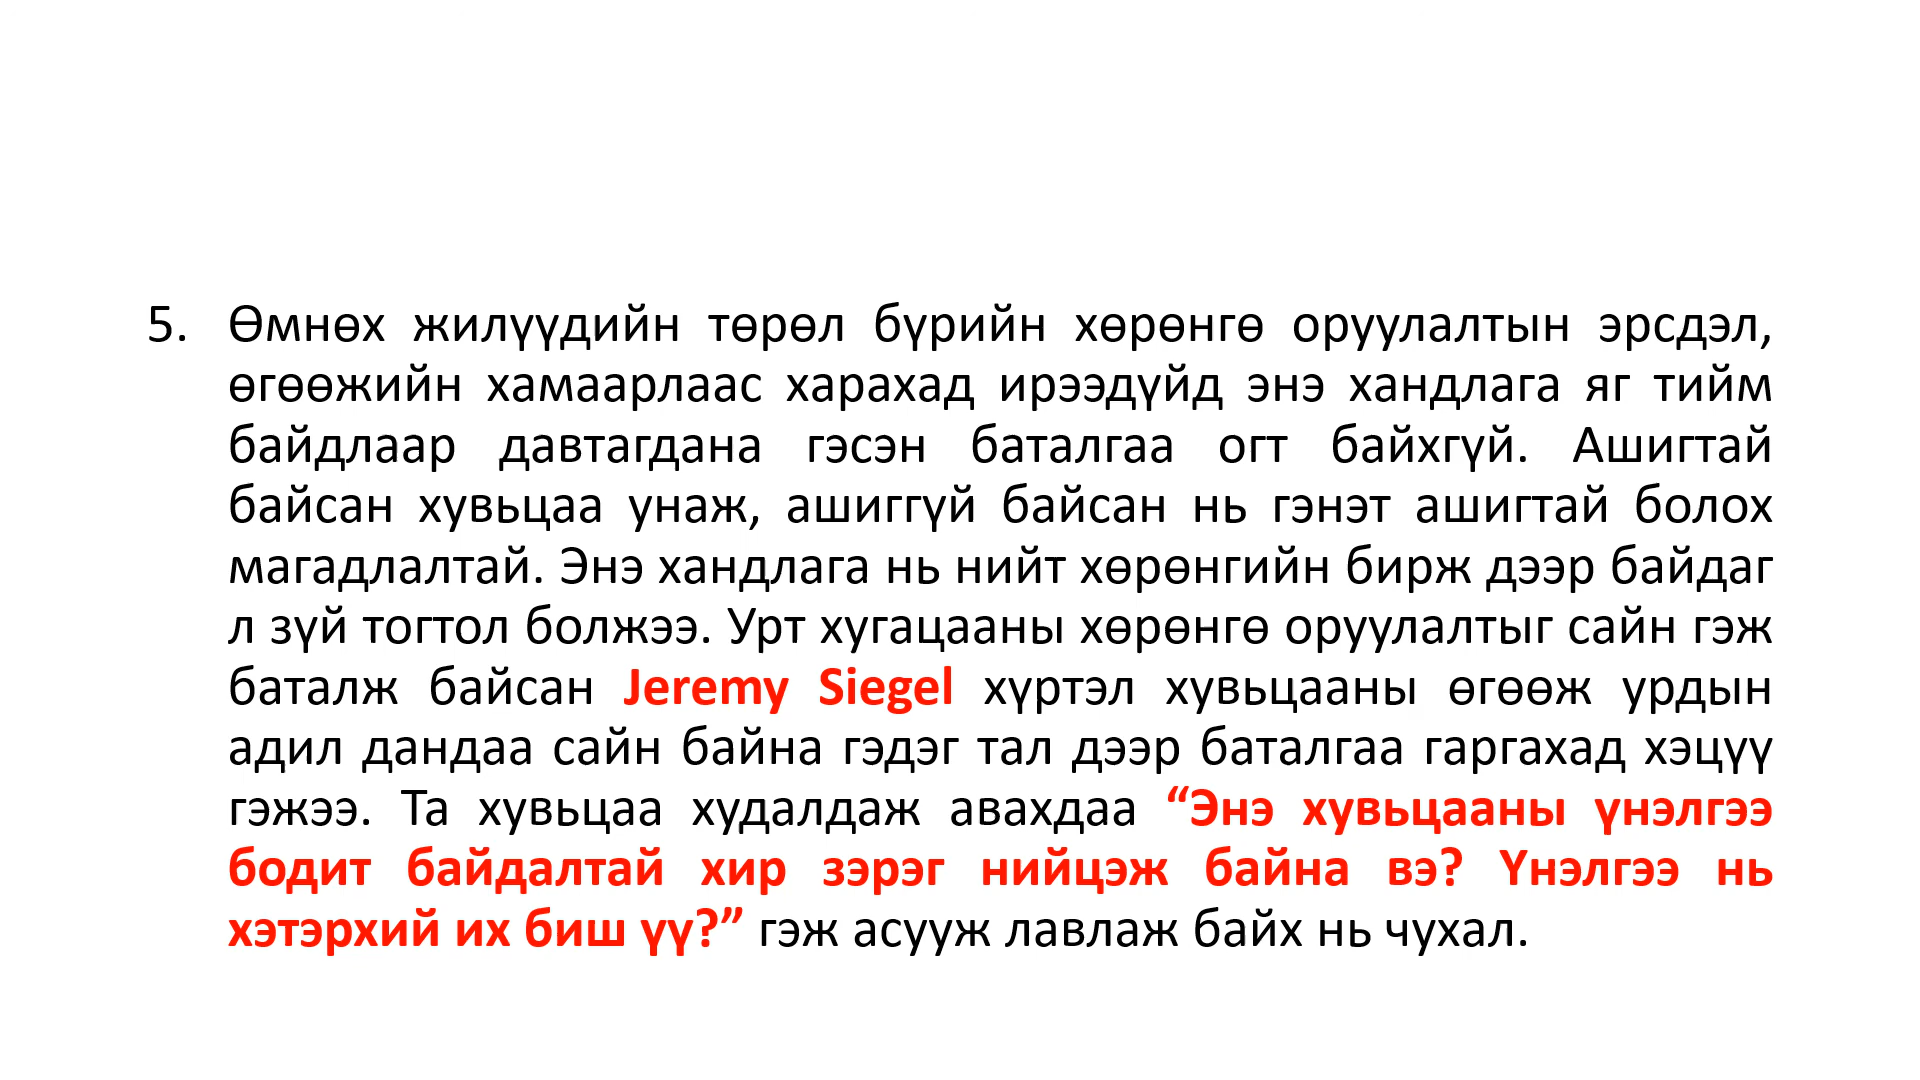 5. Өмнөх жилүүдийн төрөл бүрийн хөрөнгө оруулалтын эрсдэл,
өгөөжийн хамаарлаас харахад ирээдүйд энэ хандлага яг тийм
байдлаар давтагдана гэсэн баталгаа огт байхгүй. Ашигтай
байсан хувьцаа унаж, ашиггүй байсан нь гэнэт ашигтай болох
магадлалтай. Энэ хандлага нь нийт хөрөнгийн бирж дээр байдаг
л зүй тогтол болжээ. Урт хугацааны хөрөнгө оруулалтыг сайн гэж
баталж байсан Jeremy Siegel хүртэл хувьцааны өгөөж урдын
адил дандаа сайн байна гэдэг тал дээр баталгаа гаргахад хэцүү
гэжээ. Та хувьцаа худалдаж авахдаа “Энэ хувьцааны үнэлгээ
бодит байдалтай хир зэрэг нийцэж байна вэ? Үнэлгээ нь
хэтэрхий их биш үү?” гэж асууж лавлаж байх нь чухал.